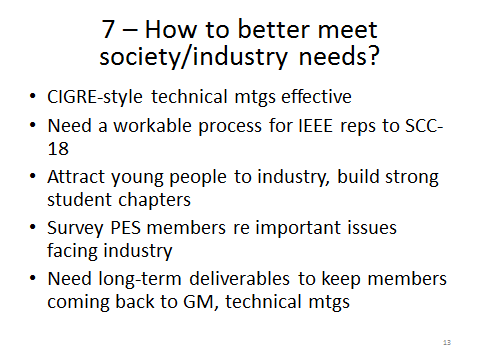 7 – How to better meet
society/industry needs?
• CIGRE-style technical mtgs effective
• Need a workable process for IEEE reps to SCC-
18
• Attract young people to industry, build strong
student chapters
• Survey PES members re important issues
facing industry
• Need long-term deliverables to keep members
coming back to GM, technical mtgs
13